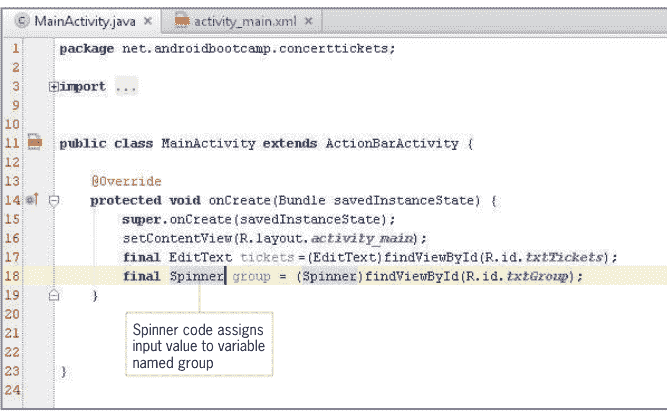 MainActivity.java × activity_main.xml ×
1 package net.androidbootcamp.concerttickets;
2
3 import ...
9
10
11 public class MainActivity extends ActionBarActivity {
12
13 @Override
14 protected void onCreate(Bundle savedInstanceState) {
15 super.onCreate(savedInstanceState);
16 setContentView(R.layout.activity_main);
17 final EditText tickets =(EditText)findViewById(R.id.txtTickets);
18 final Spinner group = (Spinner)findViewById(R.id.txtGroup);
19 }
20
21
22
23 }
24
Spinner code assigns
input value to variable
named group